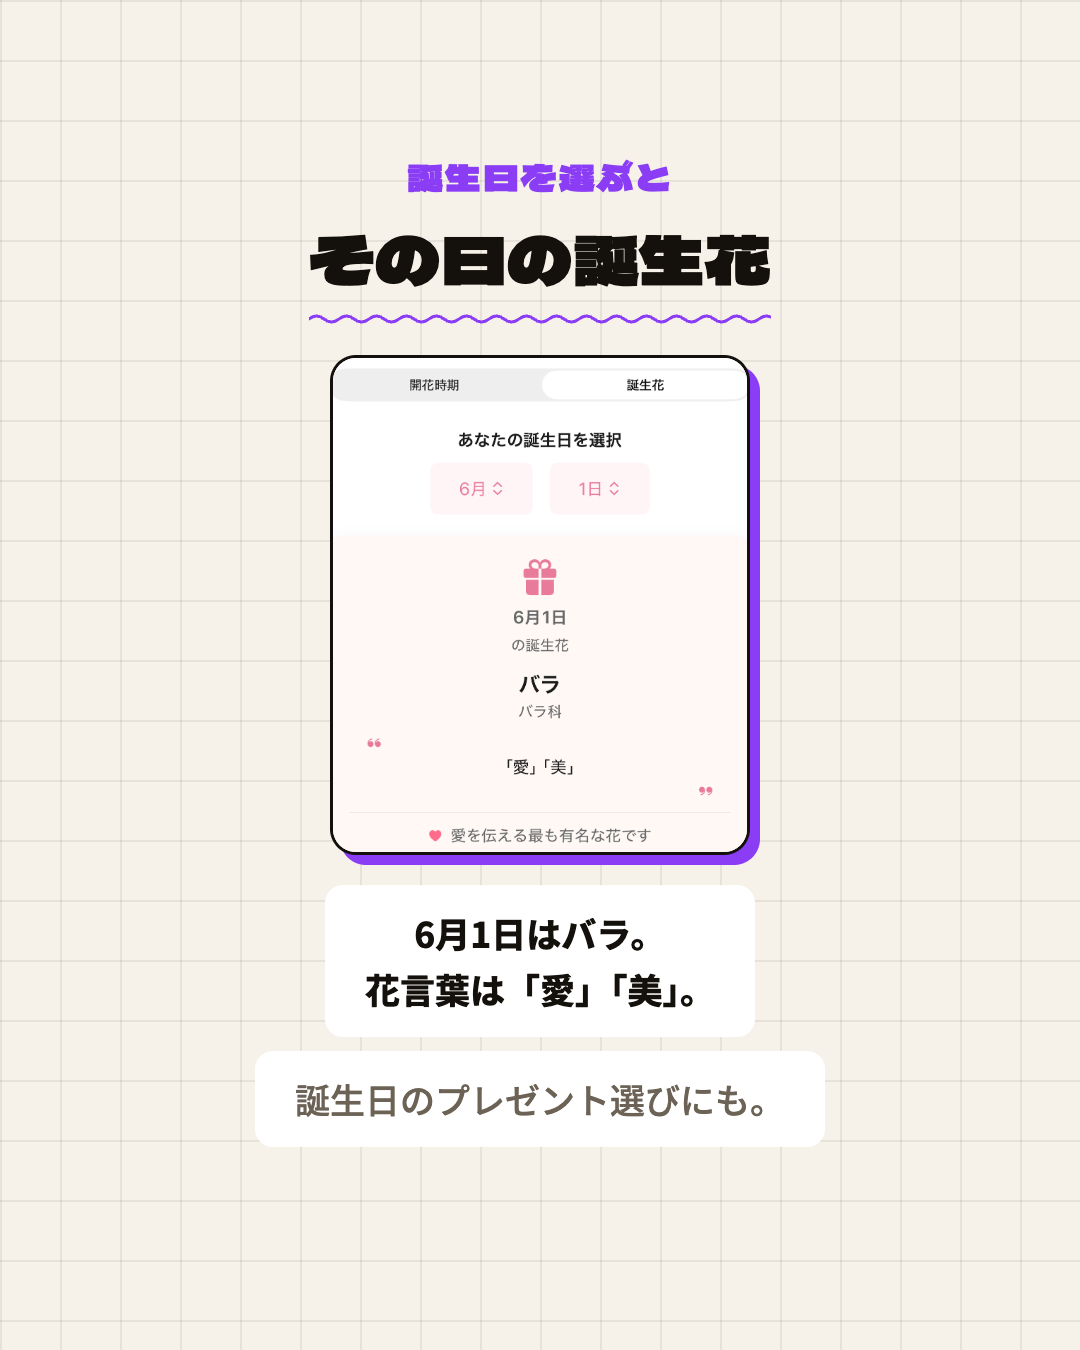 誕生日を選ぶと
その日の誕生花
開花時期
誕生花
あなたの誕生日を選択
6月
1日
6月1日
の誕生花
バラ
バラ科
“
「愛」「美」
”
愛を伝える最も有名な花です
6月1日はバラ。
花言葉は「愛」「美」。
誕生日のプレゼント選びにも。